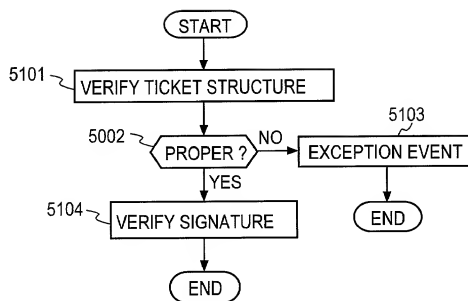 START
5101
VERIFY TICKET STRUCTURE
5103
5002
PROPER ?
NO
EXCEPTION EVENT
YES
5104
VERIFY SIGNATURE
END
END